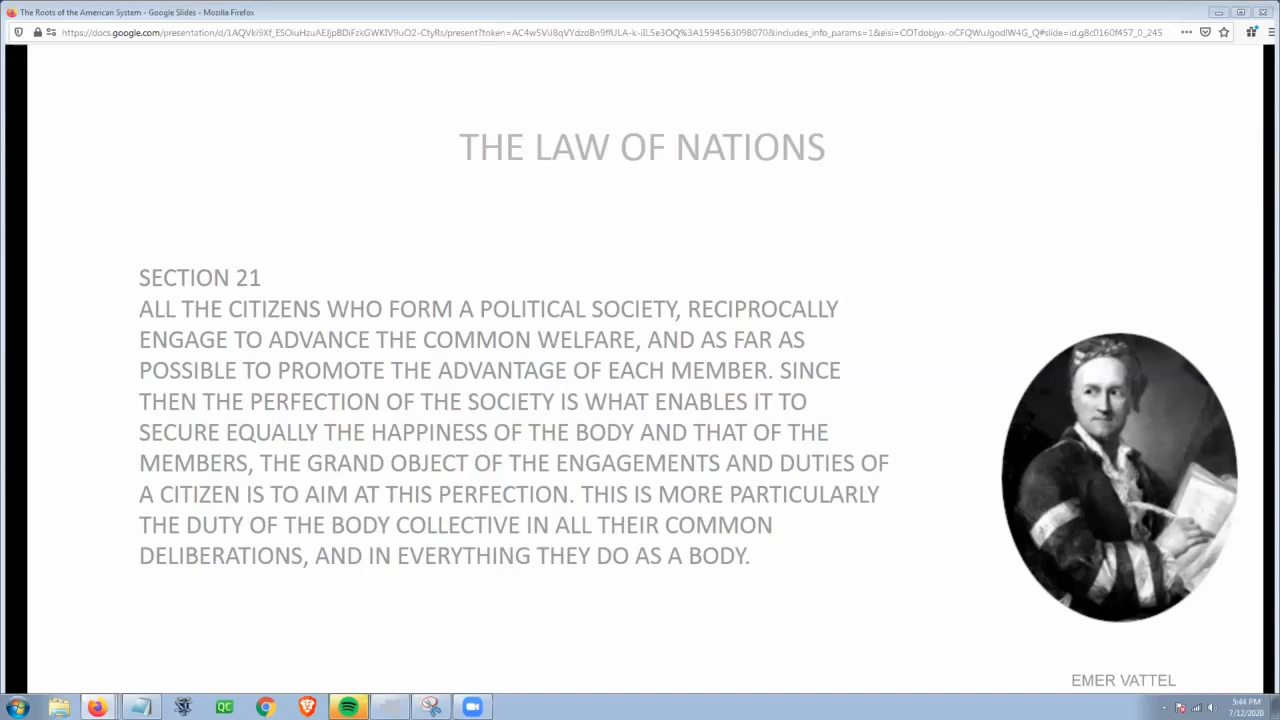 The Roots of the American System - Google Slides - Mozilla Firefox
THE LAW OF NATIONS
SECTION 21
ALL THE CITIZENS WHO FORM A POLITICAL SOCIETY, RECIPROCALLY
ENGAGE TO ADVANCE THE COMMON WELFARE, AND AS FAR AS
POSSIBLE TO PROMOTE THE ADVANTAGE OF EACH MEMBER. SINCE
THEN THE PERFECTION OF THE SOCIETY IS WHAT ENABLES IT TO
SECURE EQUALLY THE HAPPINESS OF THE BODY AND THAT OF THE
MEMBERS, THE GRAND OBJECT OF THE ENGAGEMENTS AND DUTIES OF
A CITIZEN IS TO AIM AT THIS PERFECTION. THIS IS MORE PARTICULARLY
THE DUTY OF THE BODY COLLECTIVE IN ALL THEIR COMMON
DELIBERATIONS, AND IN EVERYTHING THEY DO AS A BODY.
EMER VATTEL
QC
5:44 PM
7/12/2020